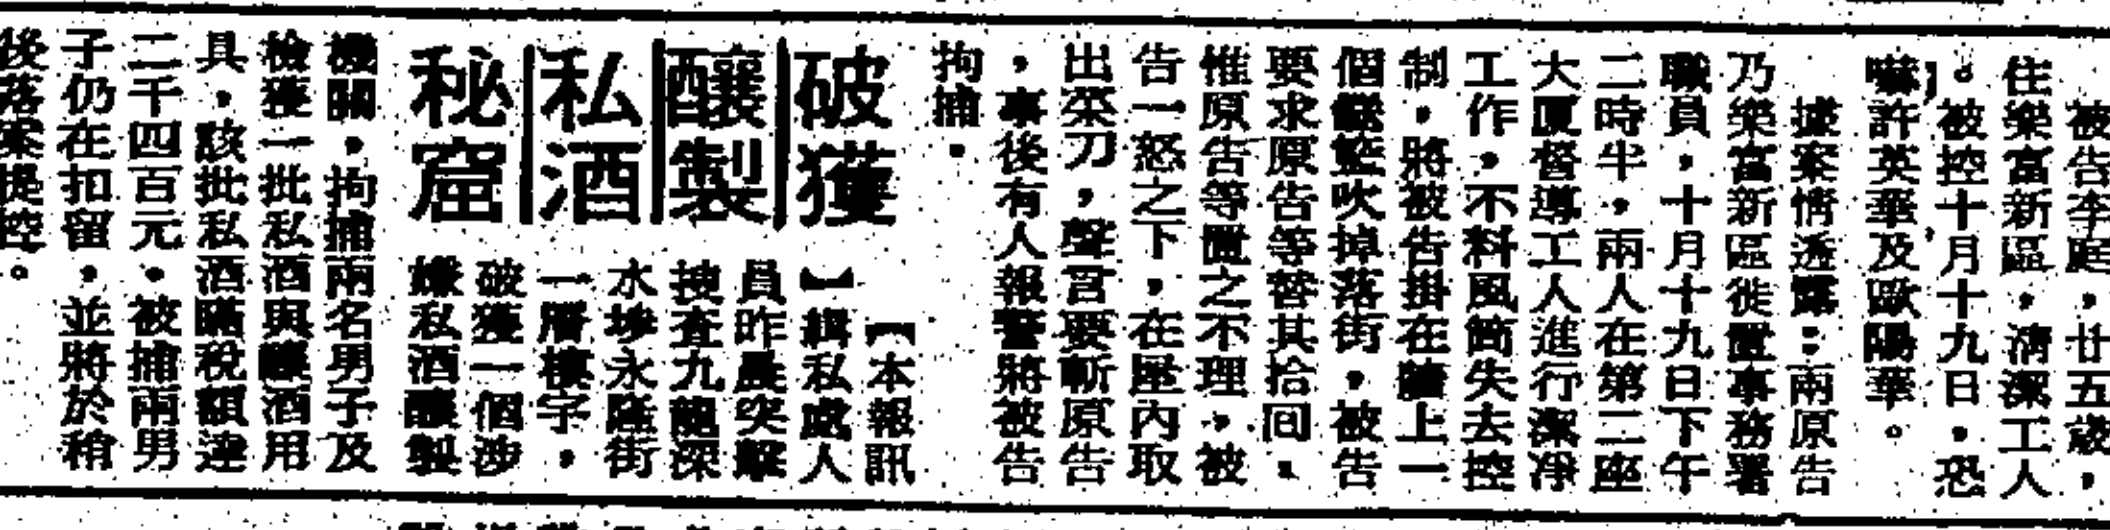 被告李庭，廿五歲，
住樂富新區，清潔工人
。被控十月十九日，恐
嚇許英華及歐陽華。
據案情透露：兩原告
乃樂富新區徙置事務署
職員，十月十九日下午
二時半，兩人在第二座
大厦督導工人進行潔净
工作，不料風筒失去控
制，將被告掛在牆上一
個籃吹掉落街，被告
要求原告等替其拾回，
惟原告等置之不理，被
告一怒之下，在屋內取
出菜刀，聲言要斬原告
，事後有人報警將被告
拘捕。
破獲
釀製
私酒
秘窟
【本報訊
】緝私處人
員昨晨突擊
搜查九龍深
水埗永隆街
一層樓宇，
破獲一個涉
嫌私酒釀製
機關，拘捕兩名男子及
檢獲一批私酒與釀酒用
具，該批私酒瞞稅額達
二千四百元。被捕兩男
子仍在扣留，並將於稍
後落案提控。